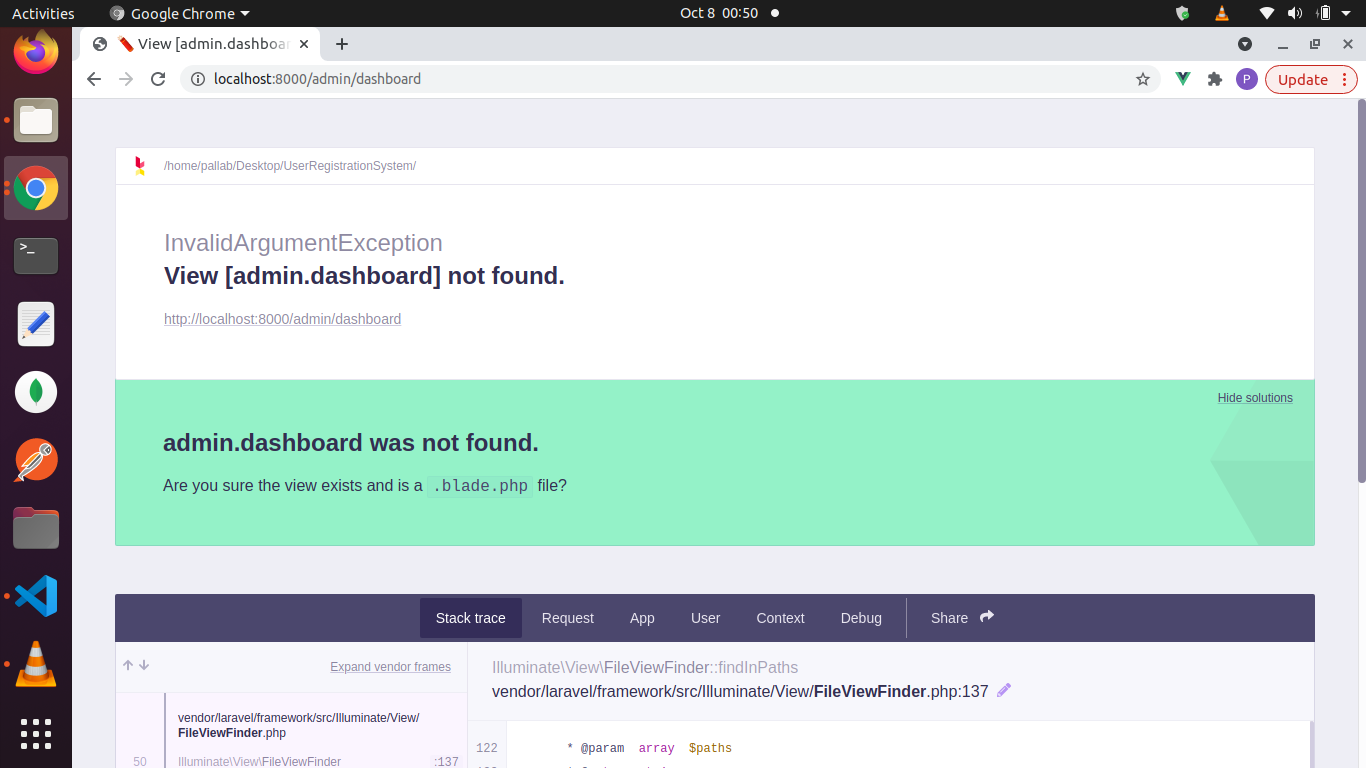 Activities Google Chrome Oct 8 00:50
View [admin.dashboar
localhost:8000/admin/dashboard P Update
/home/pallab/Desktop/UserRegistrationSystem/
InvalidArgumentException
View [admin.dashboard] not found.
http://localhost:8000/admin/dashboard
Hide solutions
admin.dashboard was not found.
Are you sure the view exists and is a .blade.php file?
Stack trace Request App User Context Debug Share
Expand vendor frames
vendor/laravel/framework/src/Illuminate/View/
FileViewFinder.php
50 Illuminate\View\FileViewFinder :137
Illuminate\View\FileViewFinder::findInPaths
vendor/laravel/framework/src/Illuminate/View/FileViewFinder.php:137
122 * @param array $paths